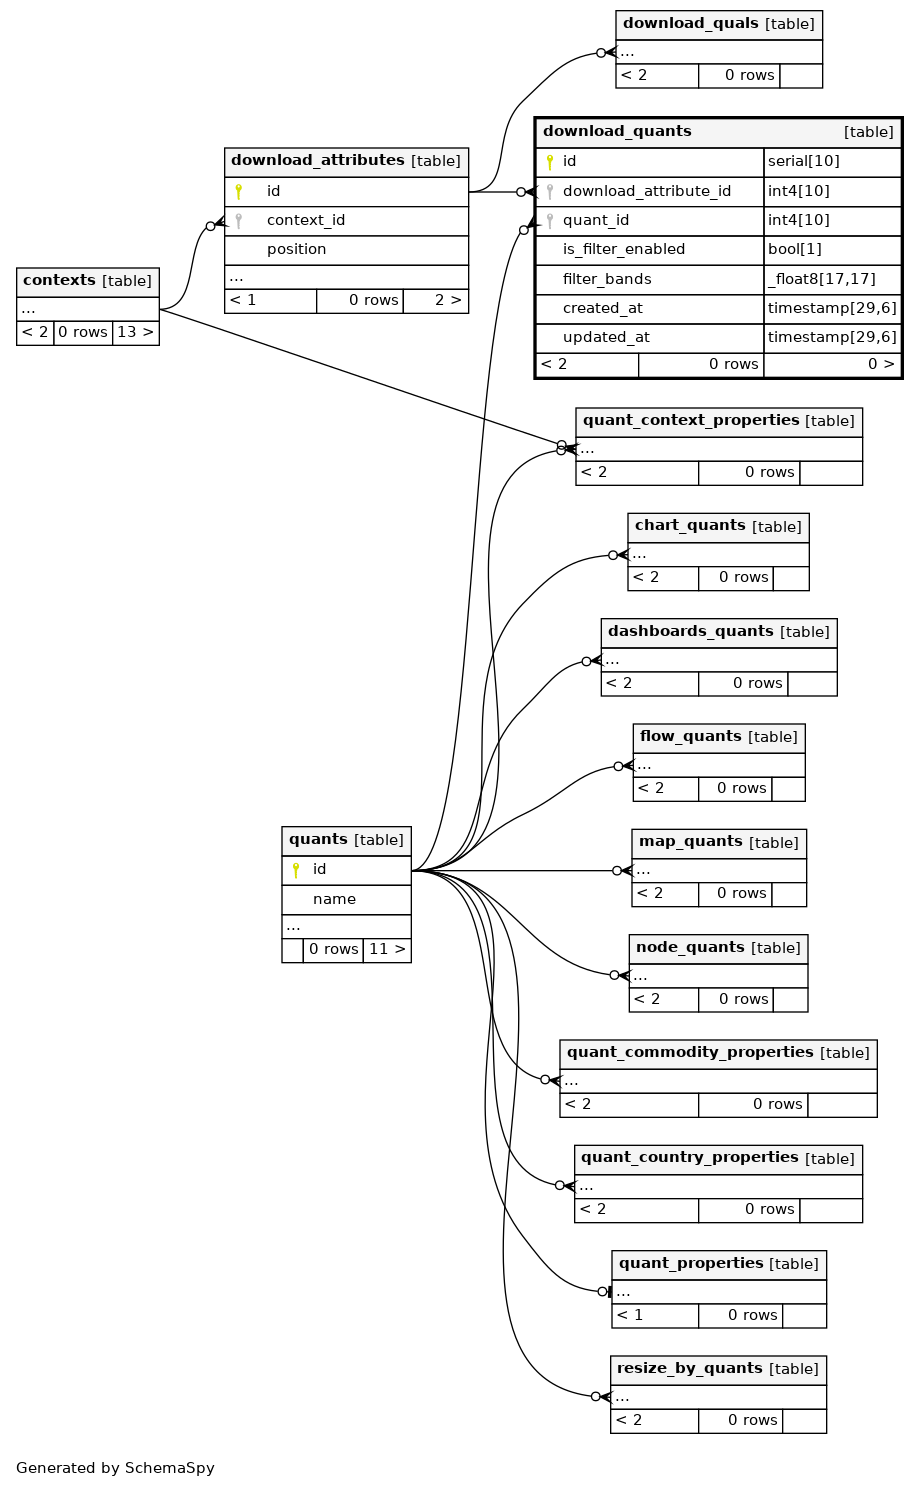 download_quals [table]
...
< 2 0 rows
download_quants [table]
id serial[10]
download_attribute_id int4[10]
quant_id int4[10]
is_filter_enabled bool[1]
filter_bands _float8[17,17]
created_at timestamp[29,6]
updated_at timestamp[29,6]
< 2 0 rows 0 >
download_attributes [table]
id
context_id
position
...
< 1 0 rows 2 >
contexts [table]
...
< 2 0 rows 13 >
quant_context_properties [table]
...
< 2 0 rows
chart_quants [table]
...
< 2 0 rows
dashboards_quants [table]
...
< 2 0 rows
flow_quants [table]
...
< 2 0 rows
quants [table]
id
name
...
0 rows 11 >
map_quants [table]
...
< 2 0 rows
node_quants [table]
...
< 2 0 rows
quant_commodity_properties [table]
...
< 2 0 rows
quant_country_properties [table]
...
< 2 0 rows
quant_properties [table]
...
< 1 0 rows
resize_by_quants [table]
...
< 2 0 rows
Generated by SchemaSpy